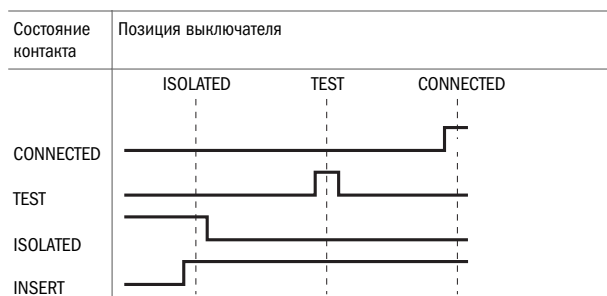 Состояние контакта
Позиция выключателя
ISOLATED TEST CONNECTED
CONNECTED
TEST
ISOLATED
INSERT